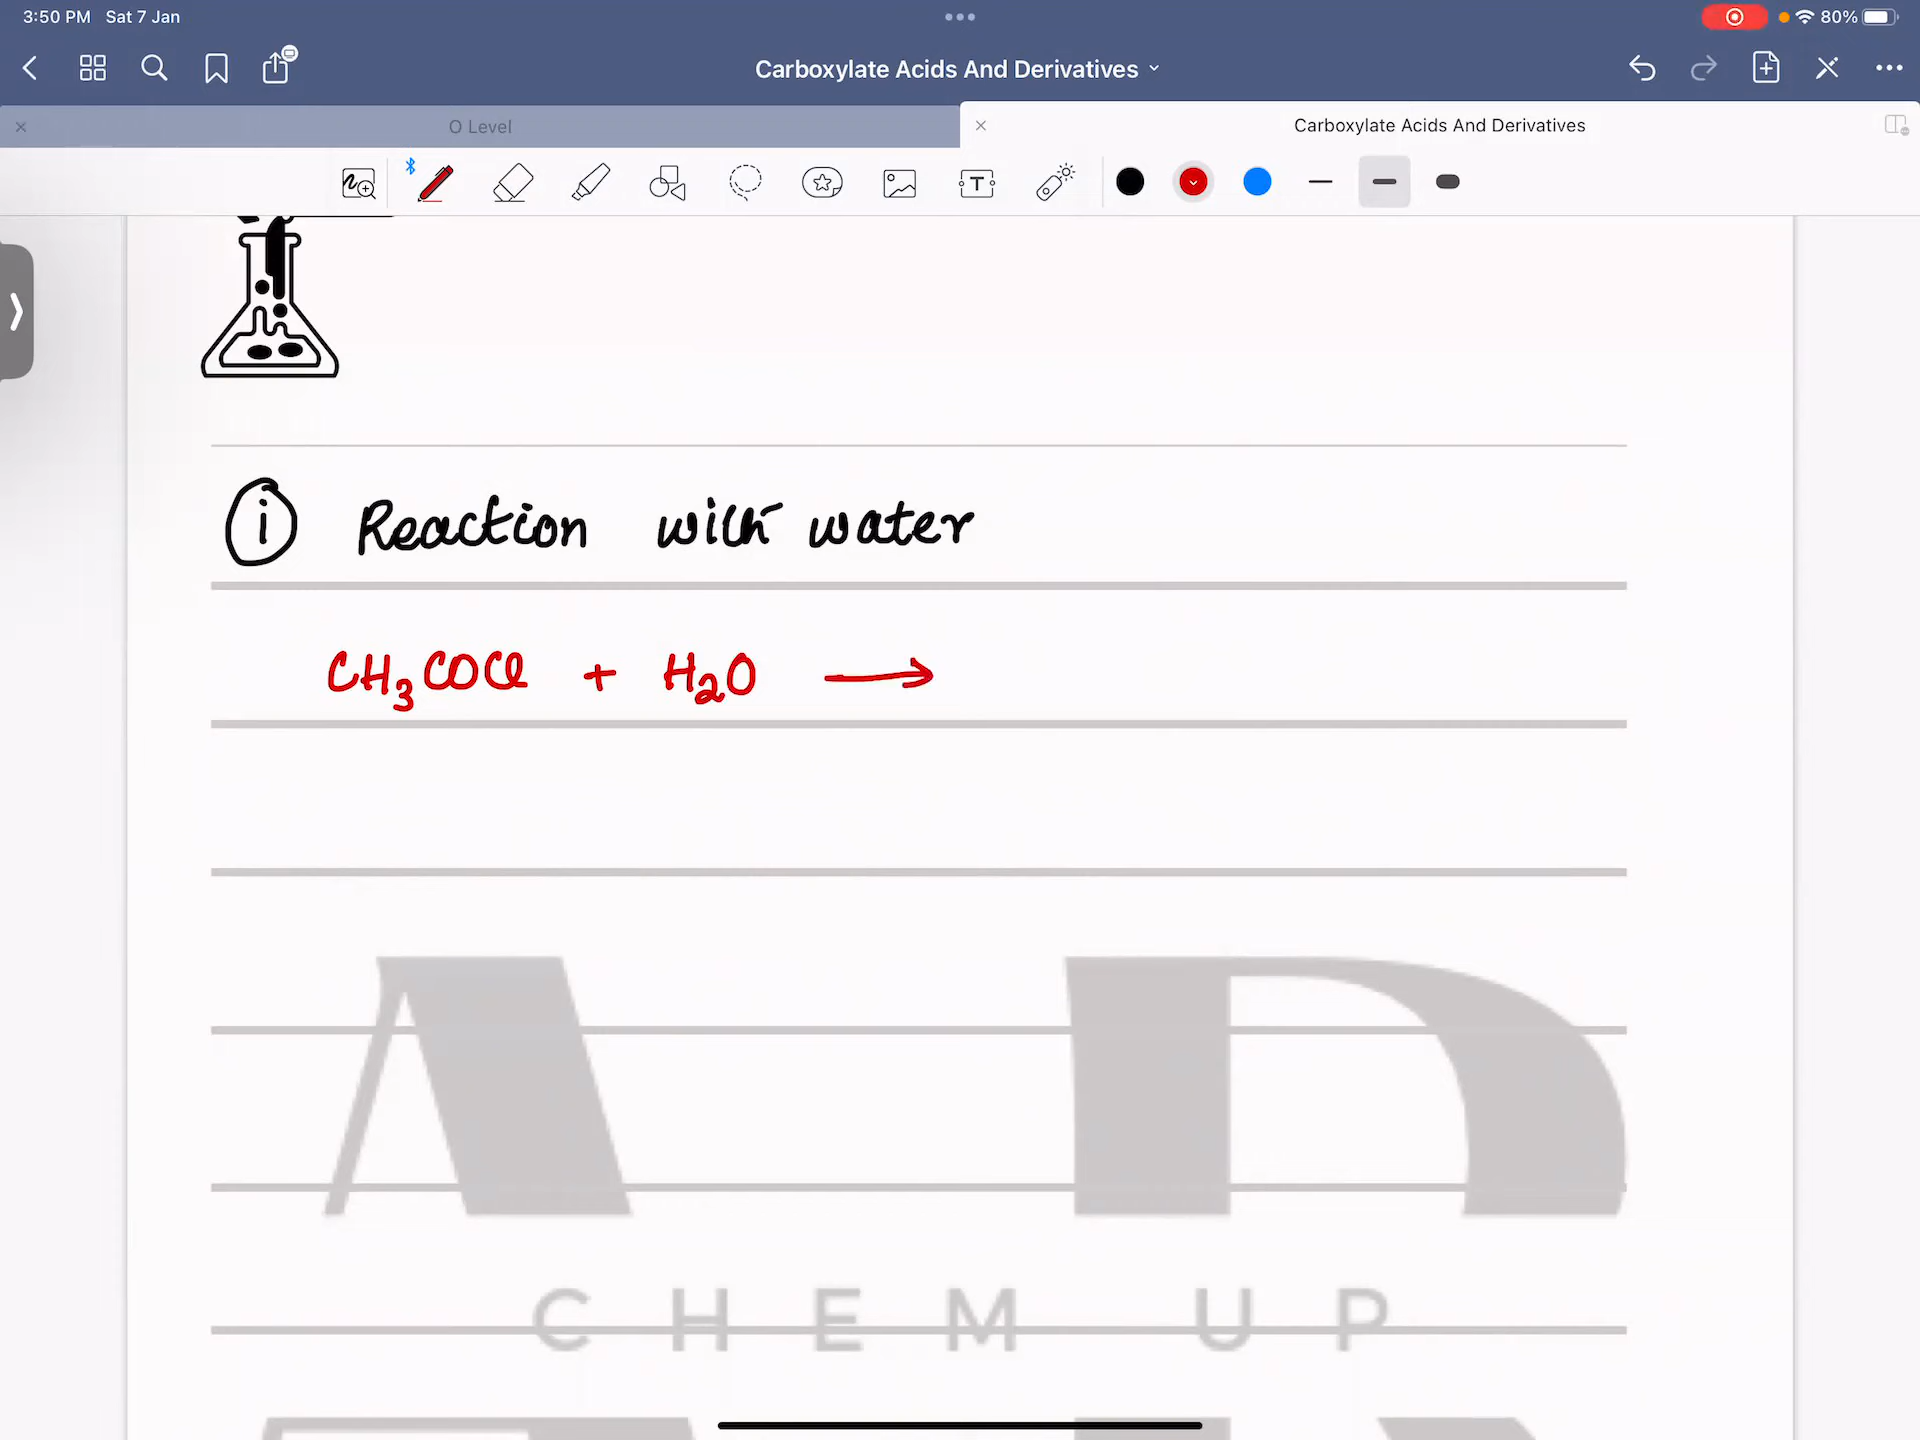 3:50 PM Sat 7 Jan
80%
Carboxylate Acids And Derivatives
O Level
Carboxylate Acids And Derivatives
T
i Reaction with water
CH₃COCl + H₂O ⟶
CHEM UP